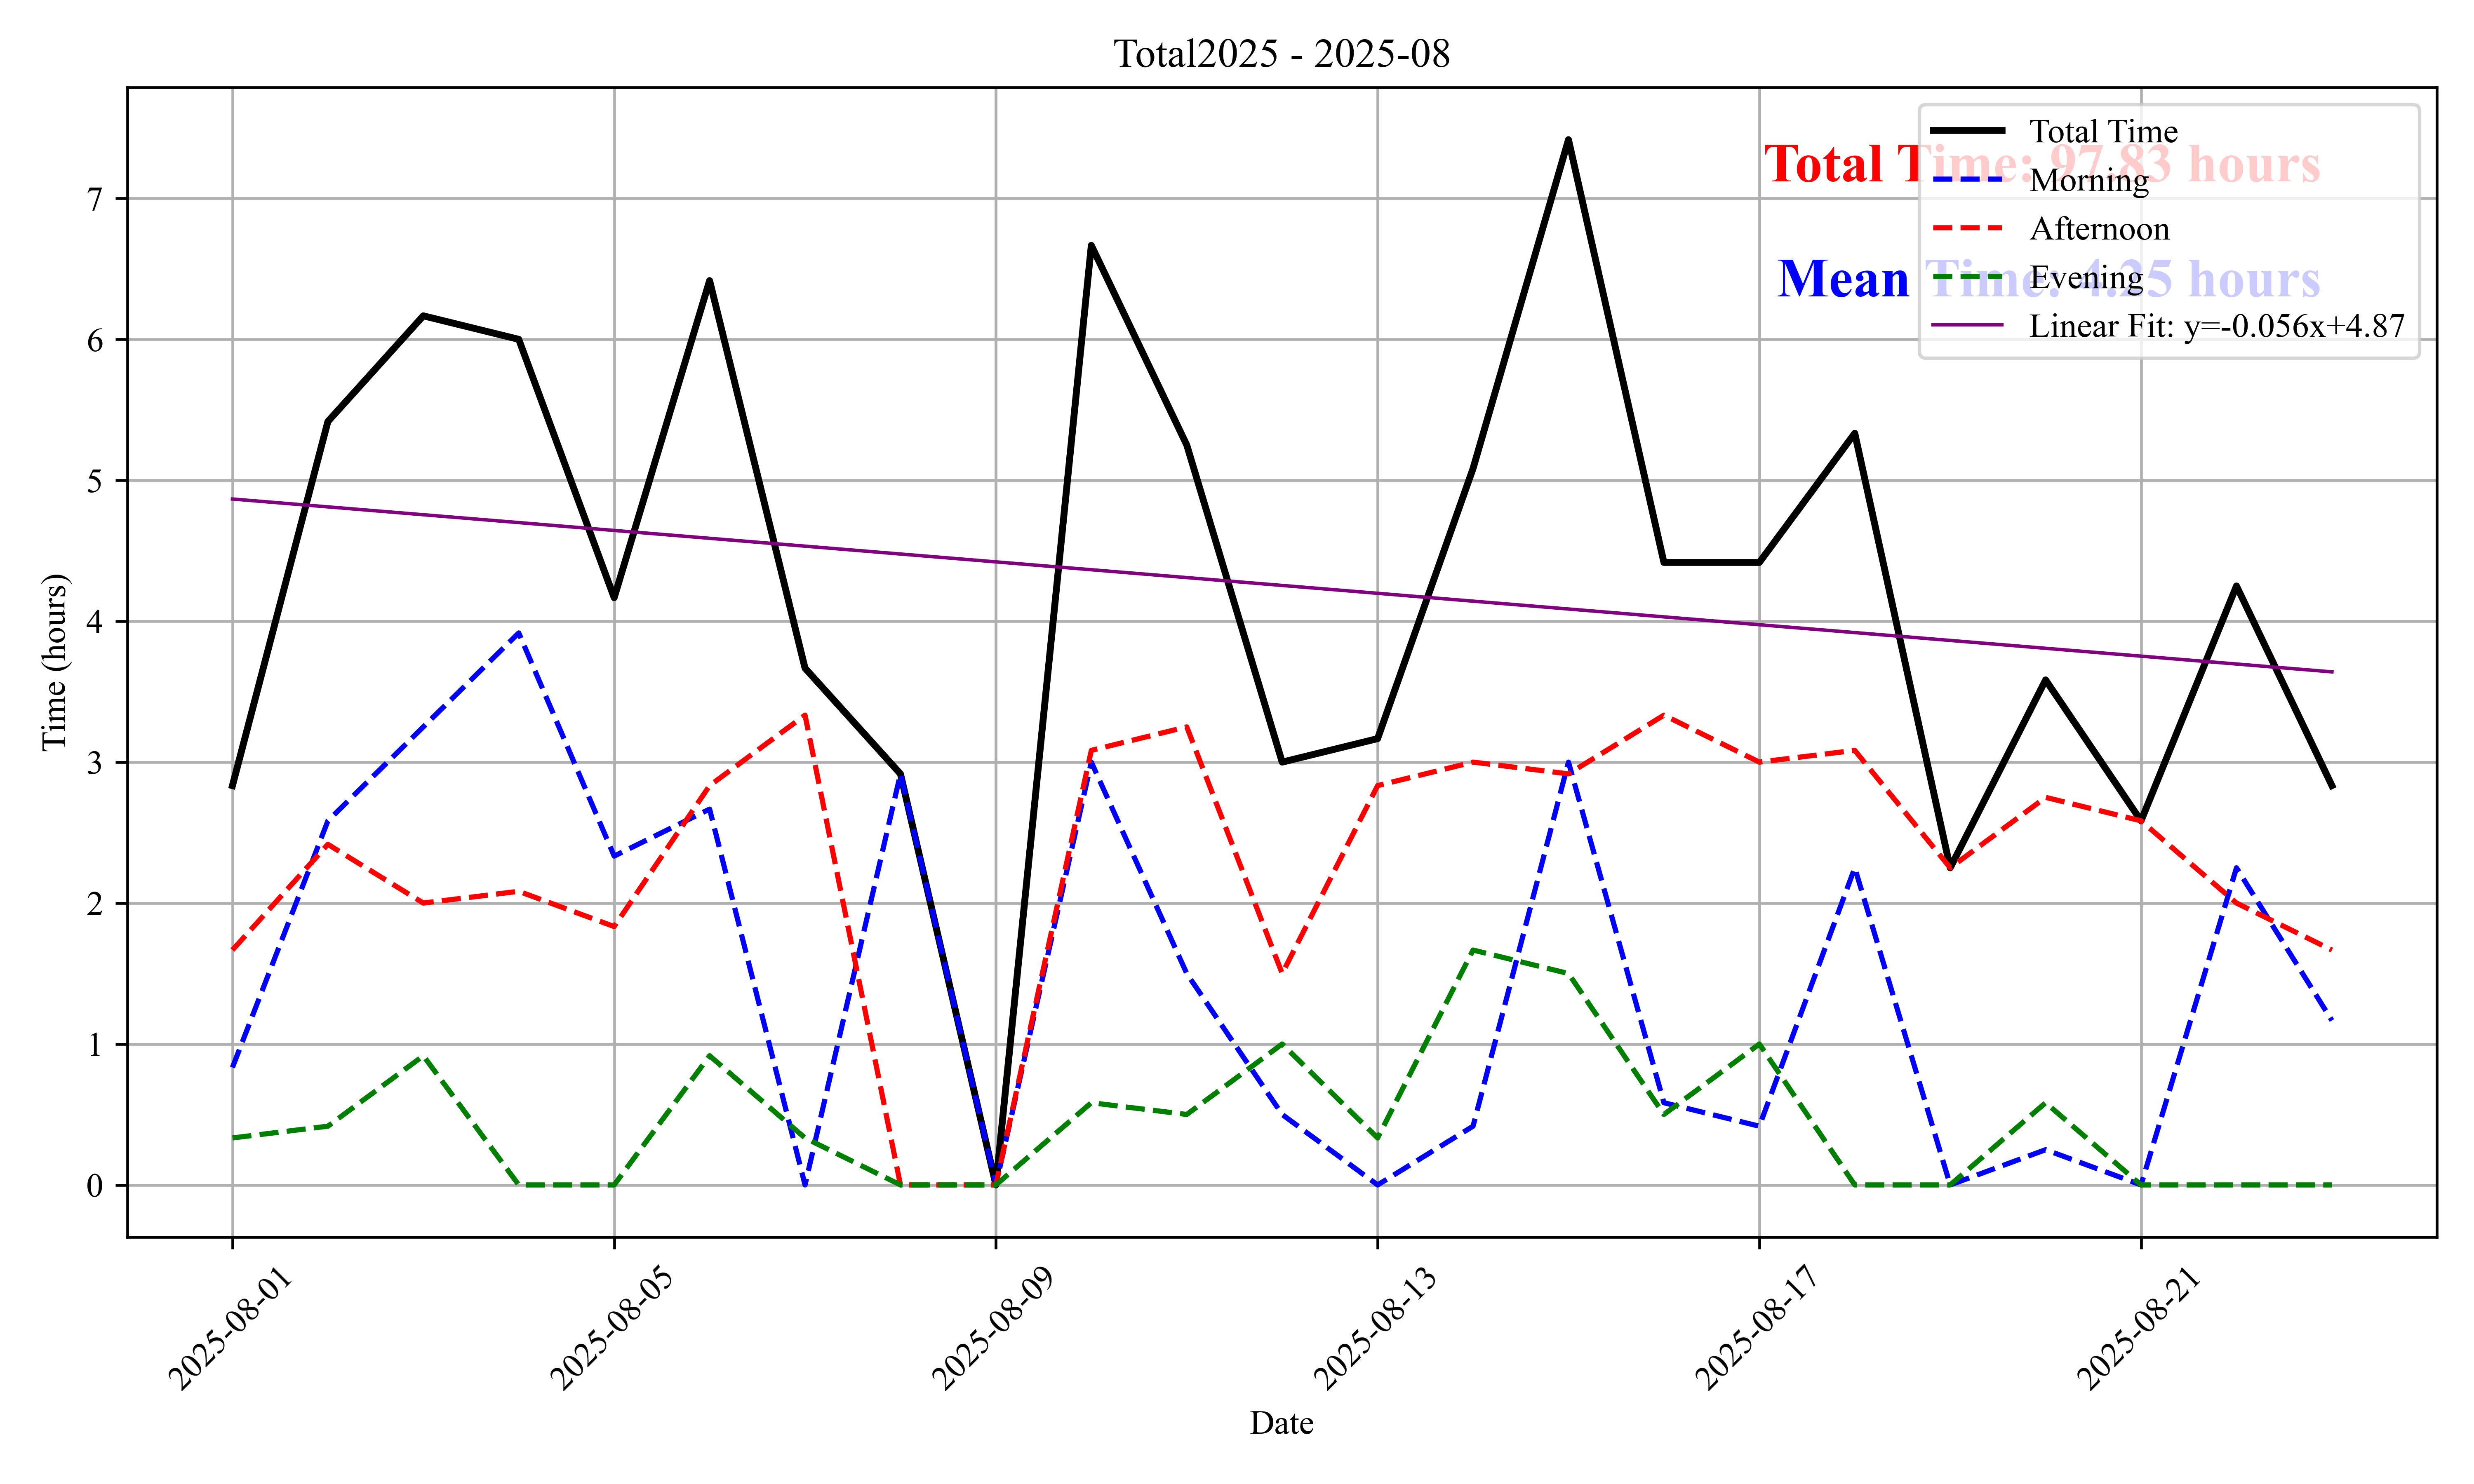 Total2025 - 2025-08
Total Time: 97.83 hours
Mean Time: 4.25 hours
Total Time
Morning
Afternoon
Evening
Linear Fit: y=-0.056x+4.87
Time (hours)
7
6
5
4
3
2
1
0
2025-08-01
2025-08-05
2025-08-09
2025-08-13
2025-08-17
2025-08-21
Date